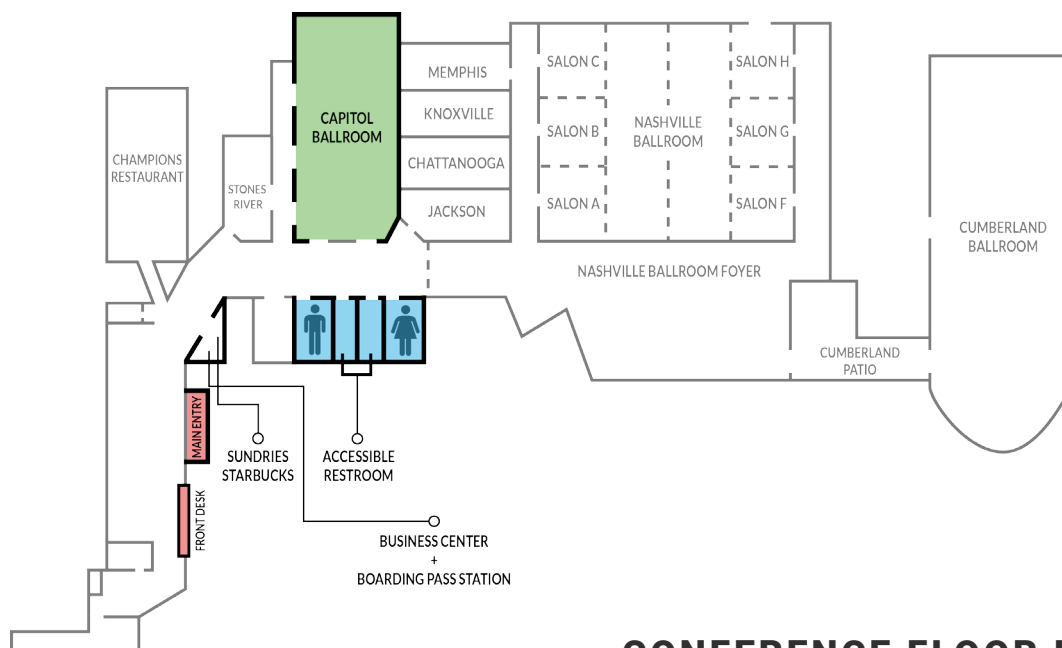 CAPITOL
BALLROOM
MEMPHIS
KNOXVILLE
CHATTANOOGA
JACKSON
SALON C
SALON B
SALON A
NASHVILLE
BALLROOM
SALON H
SALON G
SALON F
CHAMPIONS
RESTAURANT
STONES
RIVER
CUMBERLAND
BALLROOM
NASHVILLE BALLROOM FOYER
CUMBERLAND
PATIO
MAIN ENTRY
SUNDRIES
STARBUCKS
ACCESSIBLE
RESTROOM
FRONT DESK
BUSINESS CENTER
+
BOARDING PASS STATION
CONFERENCE FLOOR